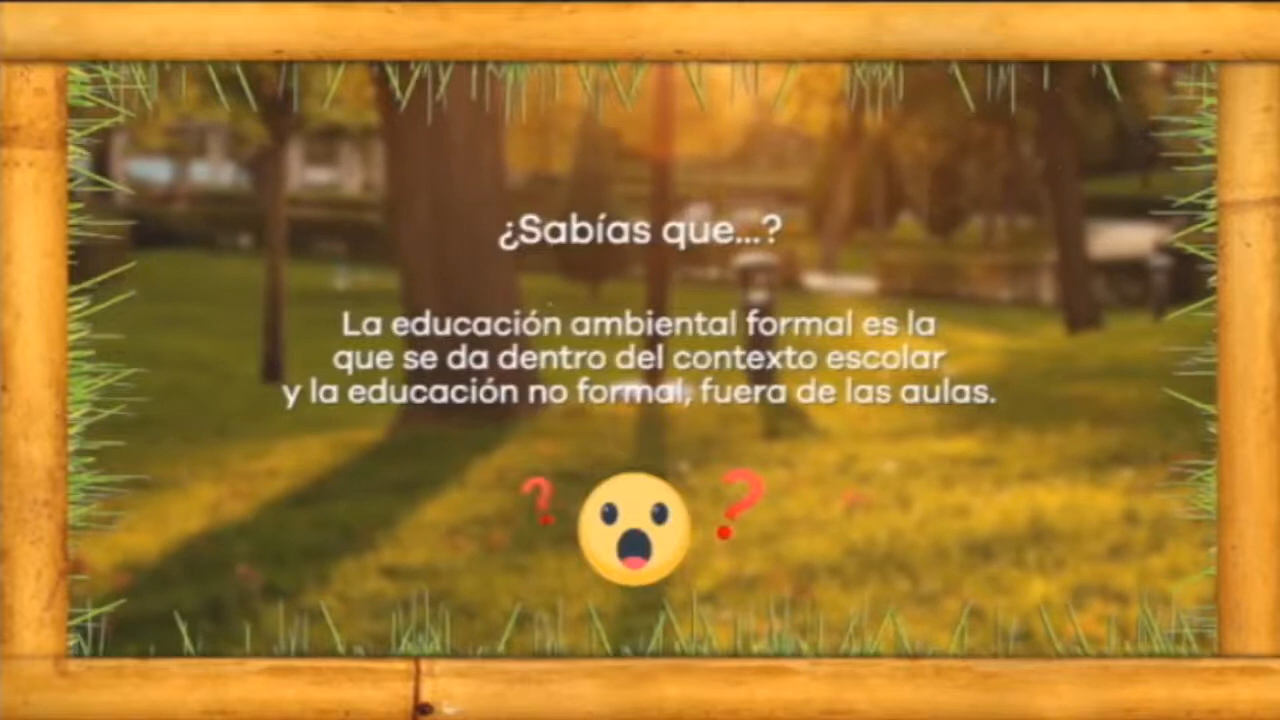 ¿Sabías que...?
La educación ambiental formal es la
que se da dentro del contexto escolar
y la educación no formal, fuera de las aulas.
? ?